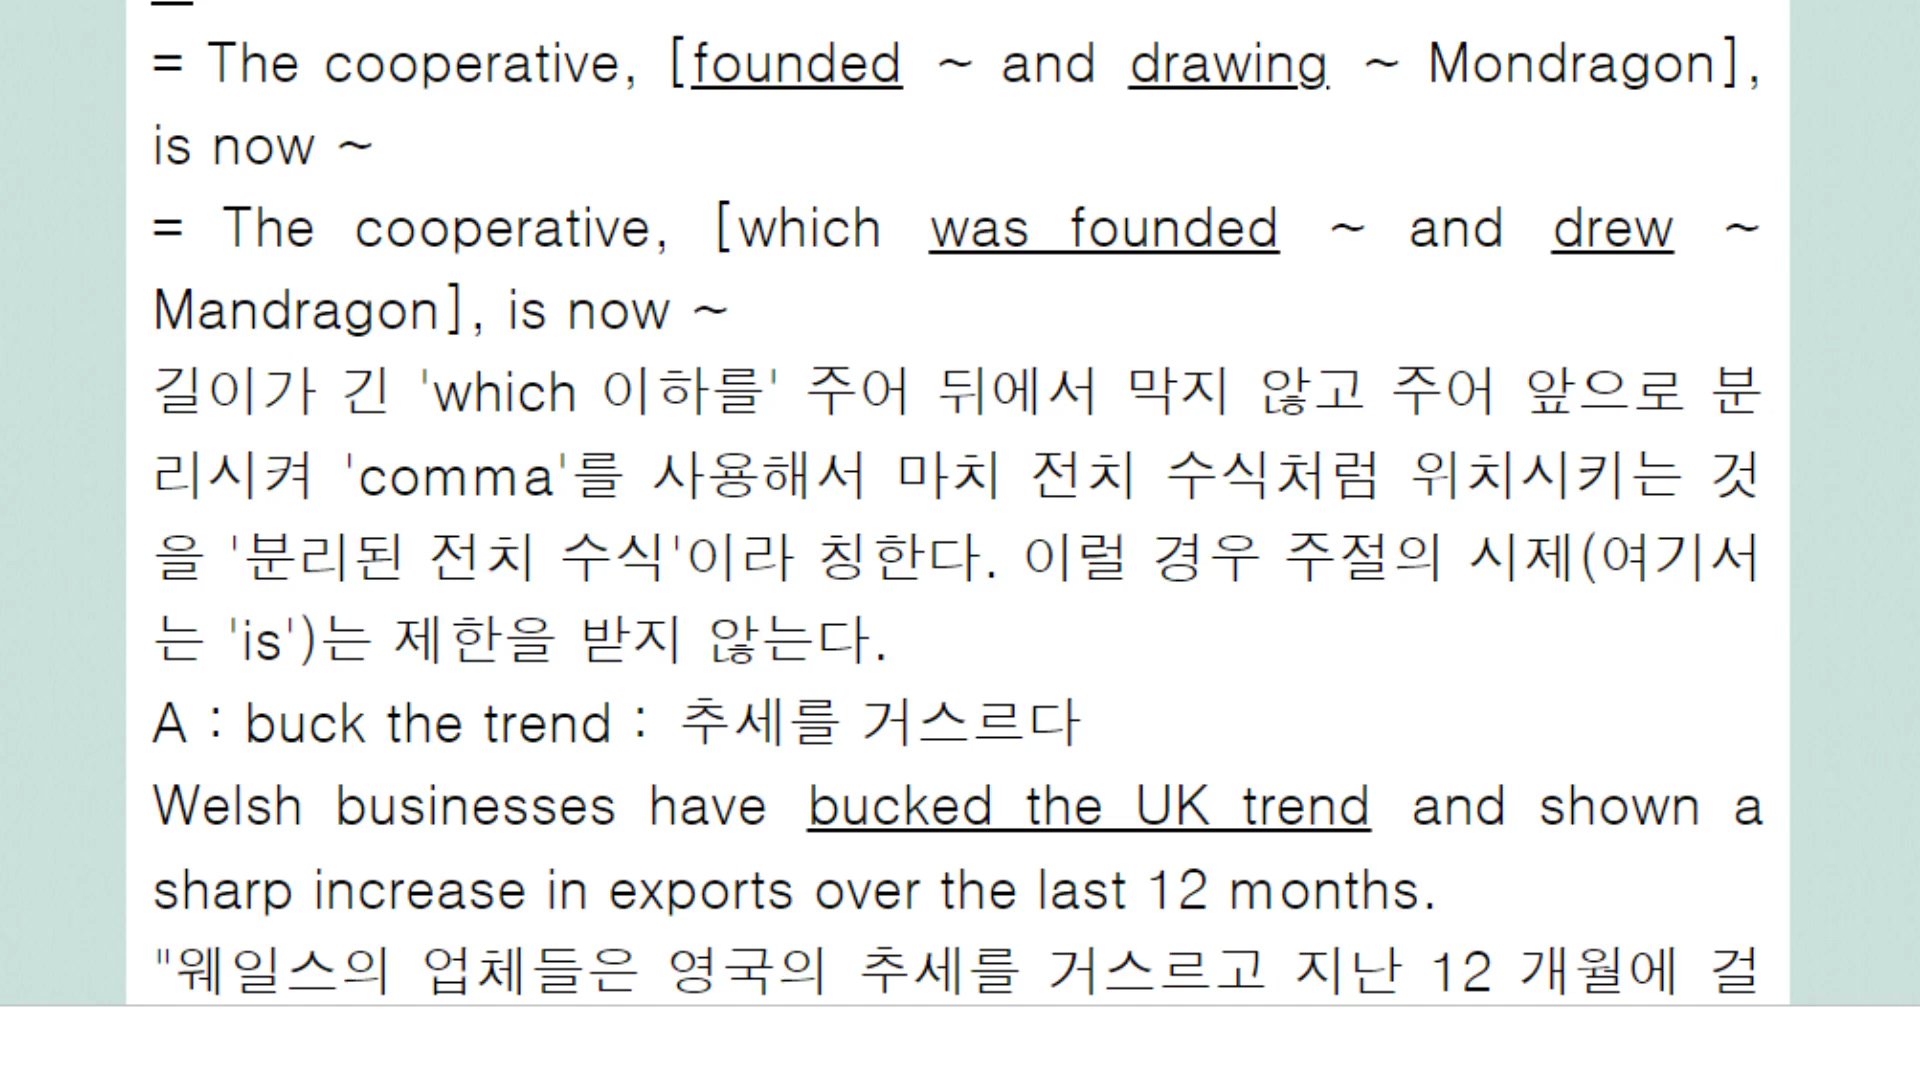 = The cooperative, [founded ~ and drawing ~ Mondragon],
is now ~
= The cooperative, [which was founded ~ and drew ~
Mandragon], is now ~
길이가 긴 'which 이하를' 주어 뒤에서 막지 않고 주어 앞으로 분
리시켜 'comma'를 사용해서 마치 전치 수식처럼 위치시키는 것
을 '분리된 전치 수식'이라 칭한다. 이럴 경우 주절의 시제(여기서
는 'is')는 제한을 받지 않는다.
A : buck the trend : 추세를 거스르다
Welsh businesses have bucked the UK trend and shown a
sharp increase in exports over the last 12 months.
"웨일스의 업체들은 영국의 추세를 거스르고 지난 12 개월에 걸